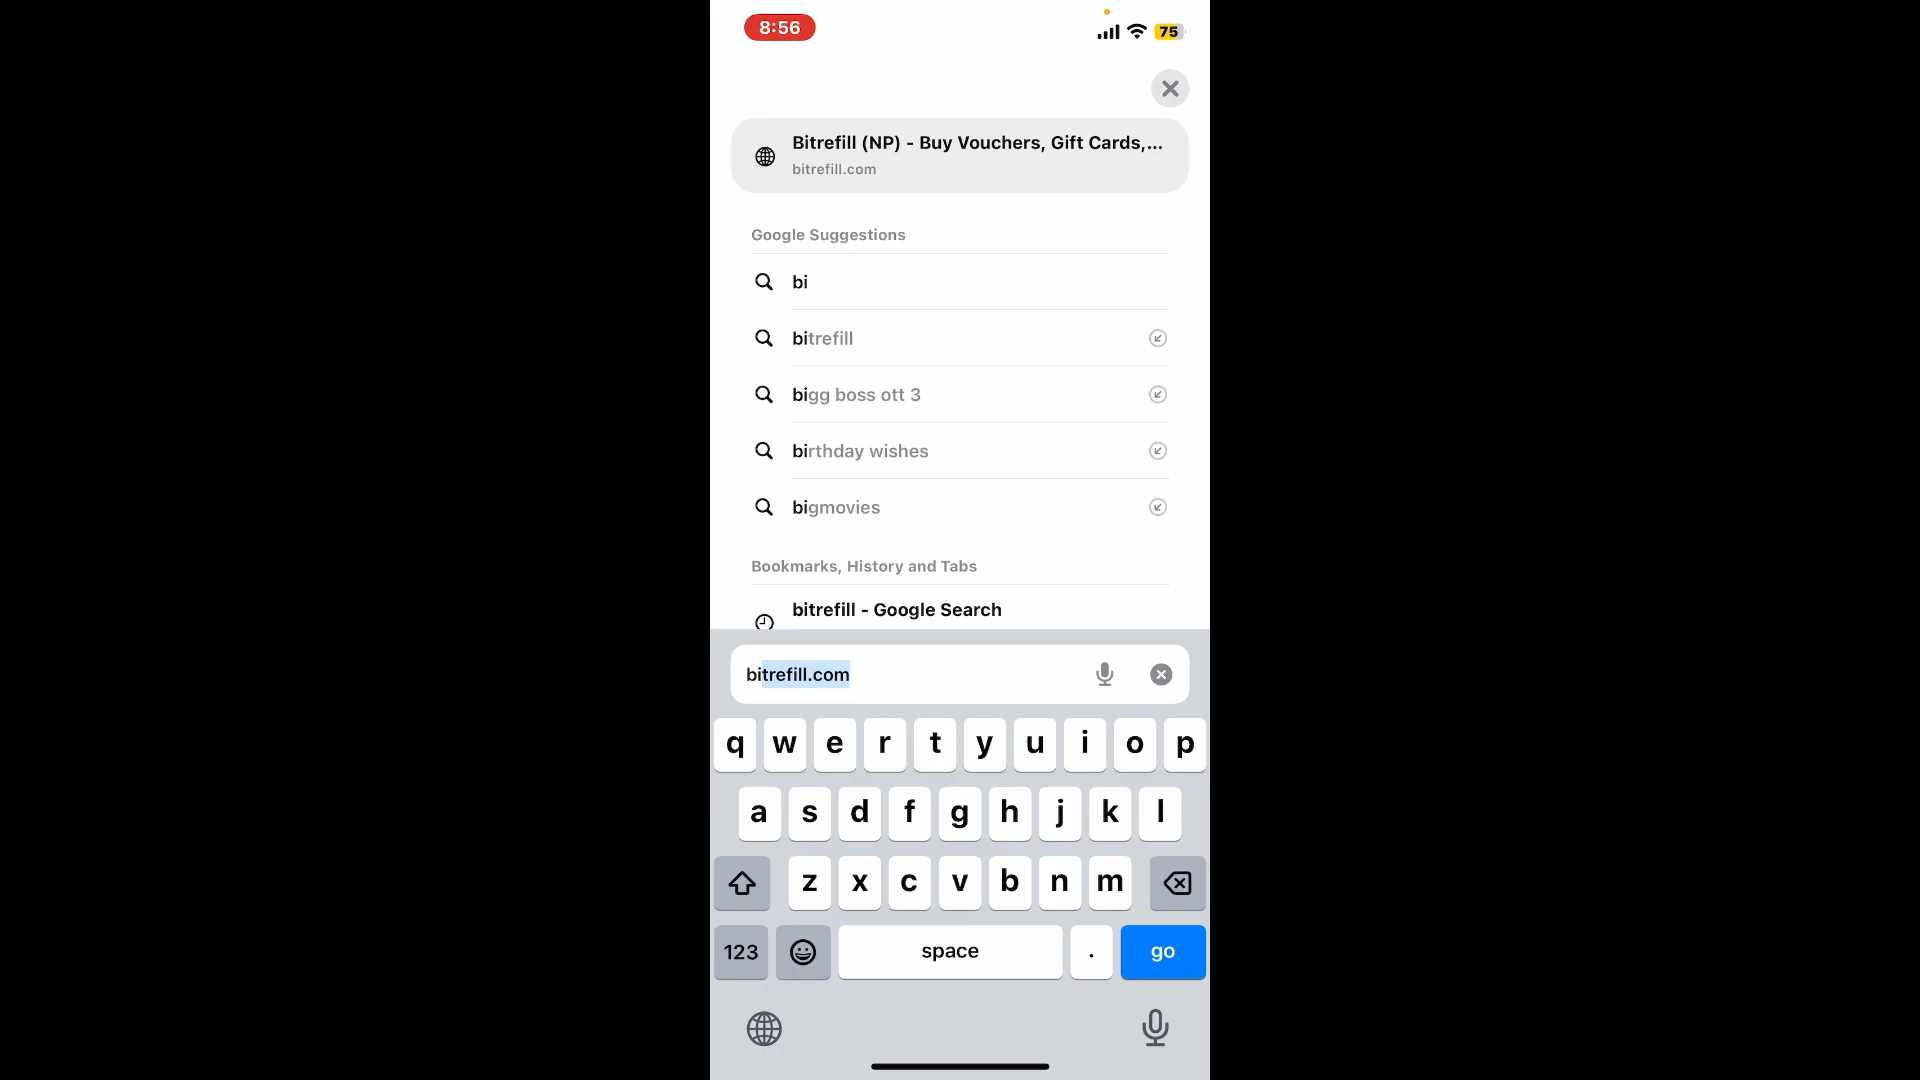 8:56
75
Bitrefill (NP) - Buy Vouchers, Gift Cards,...
bitrefill.com
Google Suggestions
bi
bitrefill
bigg boss ott 3
birthday wishes
bigmovies
Bookmarks, History and Tabs
bitrefill - Google Search
bitrefill.com
q w e r t y u i o p
a s d f g h j k l
z x c v b n m
123 space . go